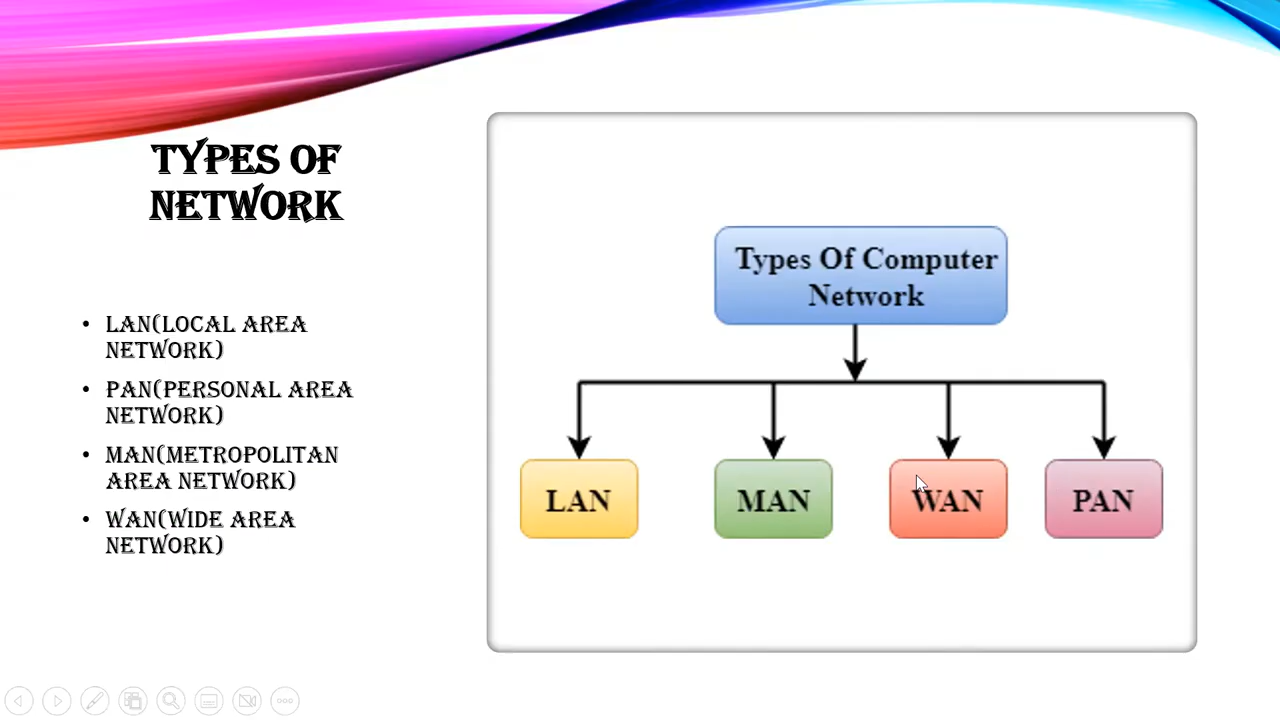 TYPES OF
NETWORK
• LAN(LOCAL AREA
NETWORK)
• PAN(PERSONAL AREA
NETWORK)
• MAN(METROPOLITAN
AREA NETWORK)
• WAN(WIDE AREA
NETWORK)
Types Of Computer
Network
LAN
MAN
WAN
PAN